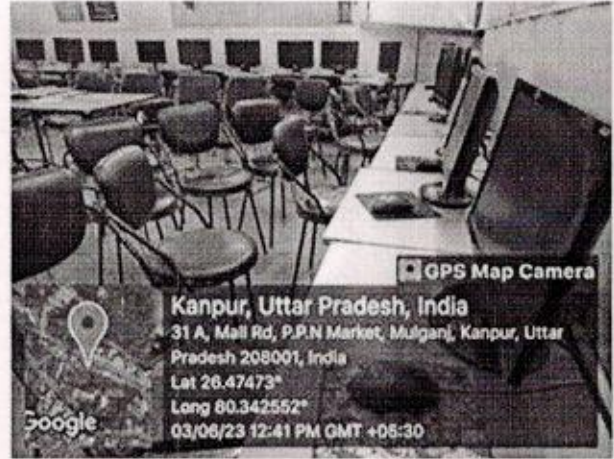 GPS Map Camera
Kanpur, Uttar Pradesh, India
31 A, Mall Rd, P.P.N Market, Mulganj, Kanpur, Uttar
Pradesh 208001, India
Lat 26.47473°
Long 80.342552°
03/06/23 12:41 PM GMT +05:30
Google